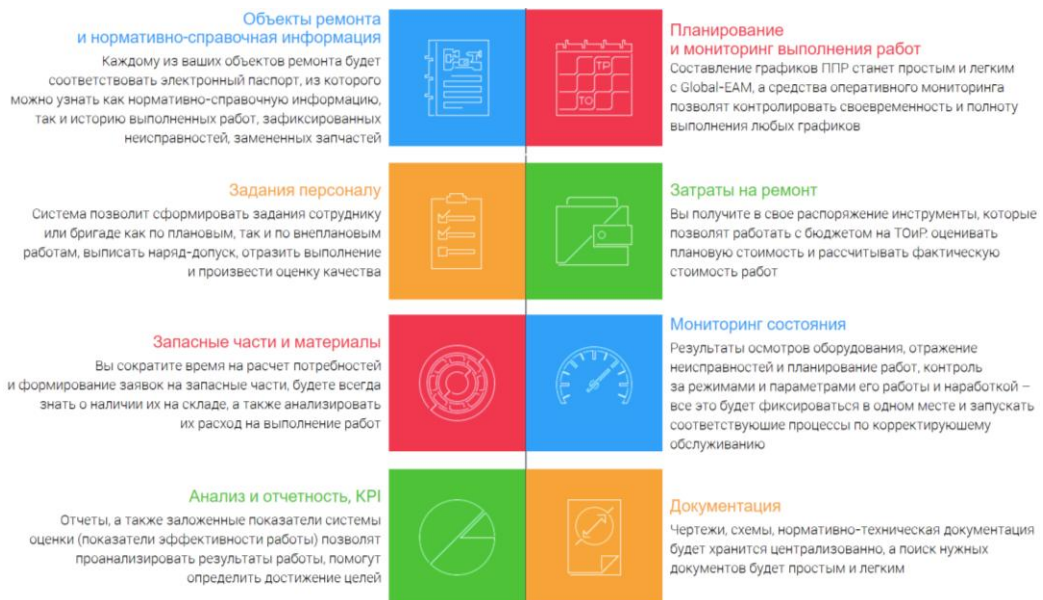 Объекты ремонта
и нормативно-справочная информация
Каждому из ваших объектов ремонта будет
соответствовать электронный паспорт, из которого
можно узнать как нормативно-справочную информацию,
так и историю выполненных работ, зафиксированных
неисправностей, замененных запчастей
ТР
ТО
Планирование
и мониторинг выполнения работ
Составление графиков ППР станет простым и легким
с Global-EAM, а средства оперативного мониторинга
позволят контролировать своевременность и полноту
выполнения любых графиков
Задания персоналу
Система позволит сформировать задания сотруднику
или бригаде как по плановым, так и по внеплановым
работам, выписать наряд-допуск, отразить выполнение
и произвести оценку качества
Затраты на ремонт
Вы получите в свое распоряжение инструменты, которые
позволят работать с бюджетом на ТОиР. оценивать
плановую стоимость и рассчитывать фактическую
стоимость работ
Запасные части и материалы
Вы сократите время на расчет потребностей
и формирование заявок на запасные части, будете всегда
знать о наличии их на складе, а также анализировать
их расход на выполнение работ
Мониторинг состояния
Результаты осмотров оборудования, отражение
неисправностей и планирование работ, контроль
за режимами и параметрами его работы и наработкой –
все это будет фиксироваться в одном месте и запускать
соответствующие процессы по корректирующему
обслуживанию
Анализ и отчетность, KPI
Отчеты, а также заложенные показатели системы
оценки (показатели эффективности работы) позволят
проанализировать результаты работы, помогут
определить достижение целей
Документация
Чертежи, схемы, нормативно-техническая документация
будет хранится централизованно, а поиск нужных
документов будет простым и легким